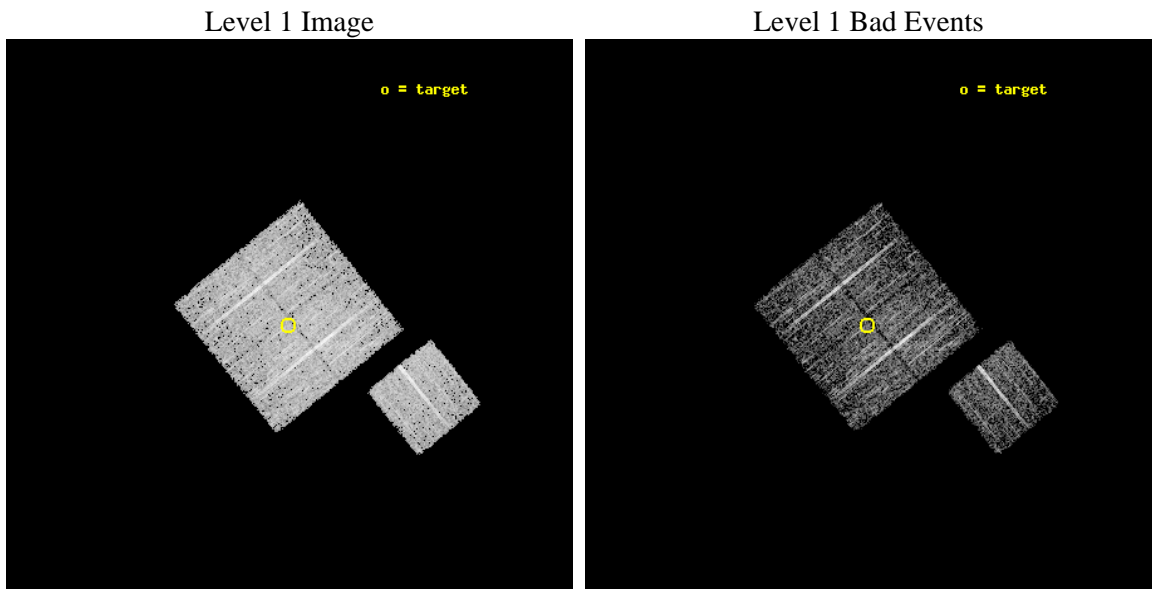 Level 1 Image
Level 1 Bad Events
o = target
o = target